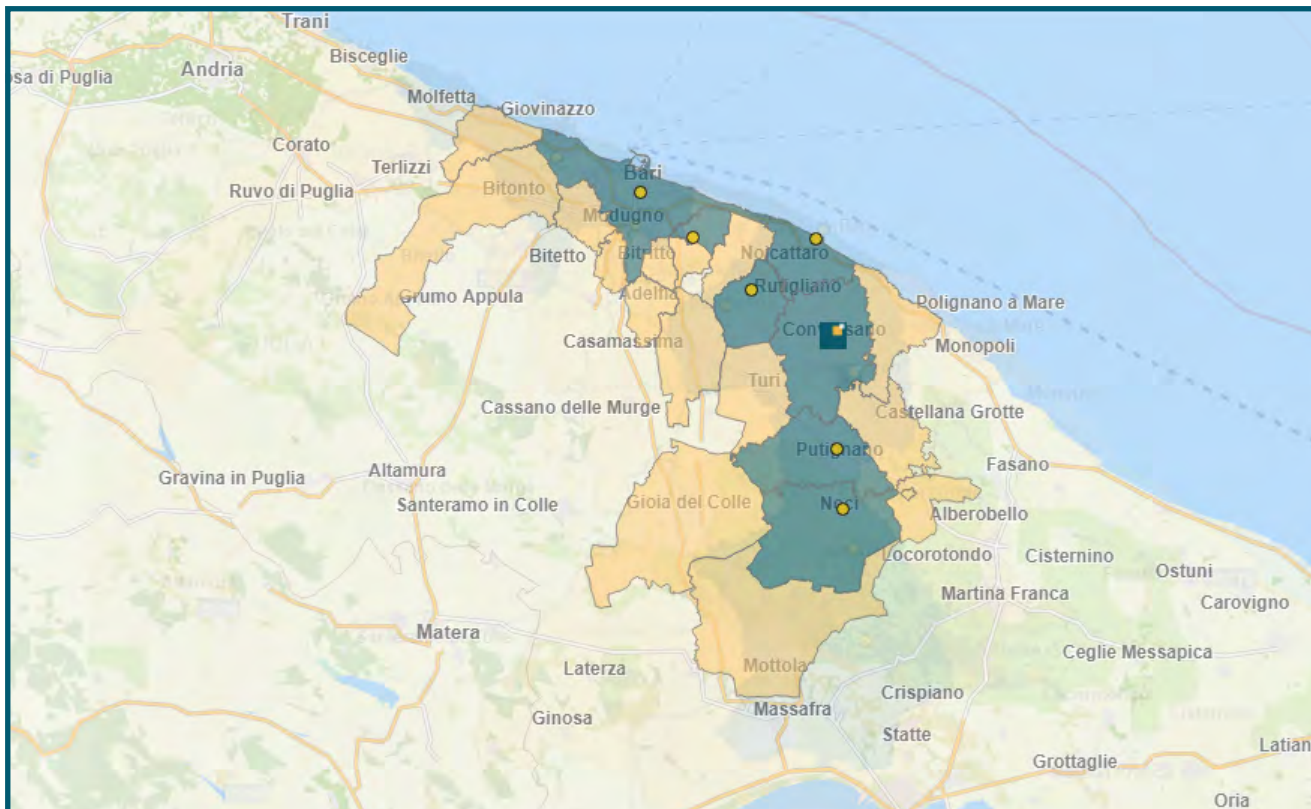 Trani
Bisceglie
osa di Puglia
Andria
Molfetta
Giovinazzo
Corato
Terlizzi
Ruvo di Puglia
Bitonto
Bari
Modugno
Bitetto
Bitritto
Noicattaro
Grumo Appula
Adelfia
Rutigliano
Polignano a Mare
Casamassima
Monopoli
Turi
Cassano delle Murge
Castellana Grotte
Putignano
Fasano
Gravina in Puglia
Altamura
Santeramo in Colle
Gioia del Colle
Noci
Alberobello
Locorotondo
Cisternino
Ostuni
Martina Franca
Carovigno
Matera
Laterza
Mottola
Ceglie Messapica
Crispiano
Massafra
Ginosa
Statte
Grottaglie
Latian
Oria